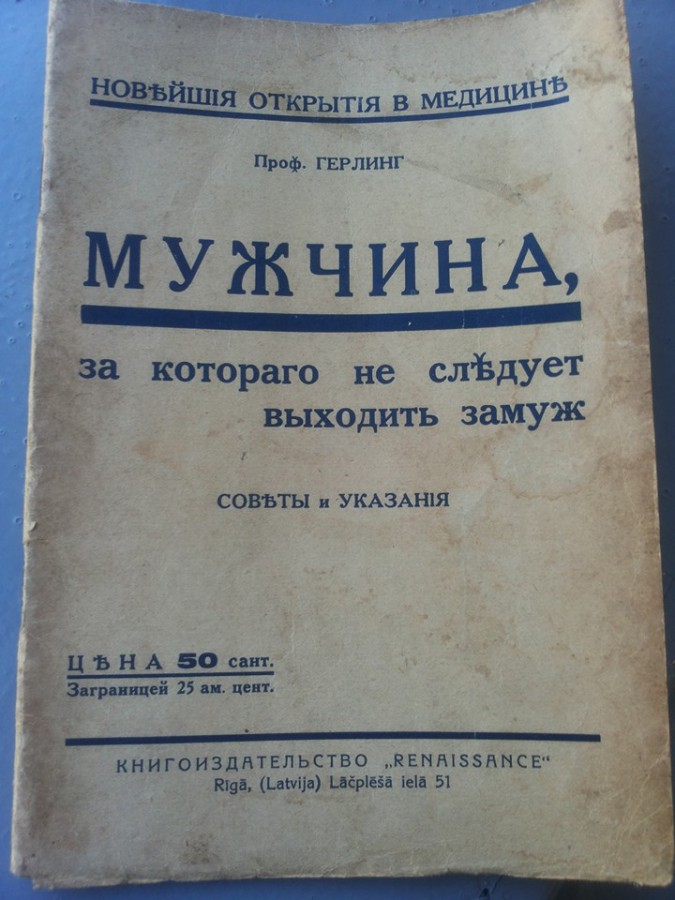 НОВѢЙШІЯ ОТКРЫТІЯ В МЕДИЦИНѢ
Проф. ГЕРЛИНГ
МУЖЧИНА,
за котораго не слѣдует
выходить замуж
СОВѢТЫ и УКАЗАНІЯ
ЦѢНА 50 сант.
Заграницей 25 ам. цент.
КНИГОИЗДАТЕЛЬСТВО „RENAISSANCE“
Rīgā, (Latvija) Lāčplēšā ielā 51